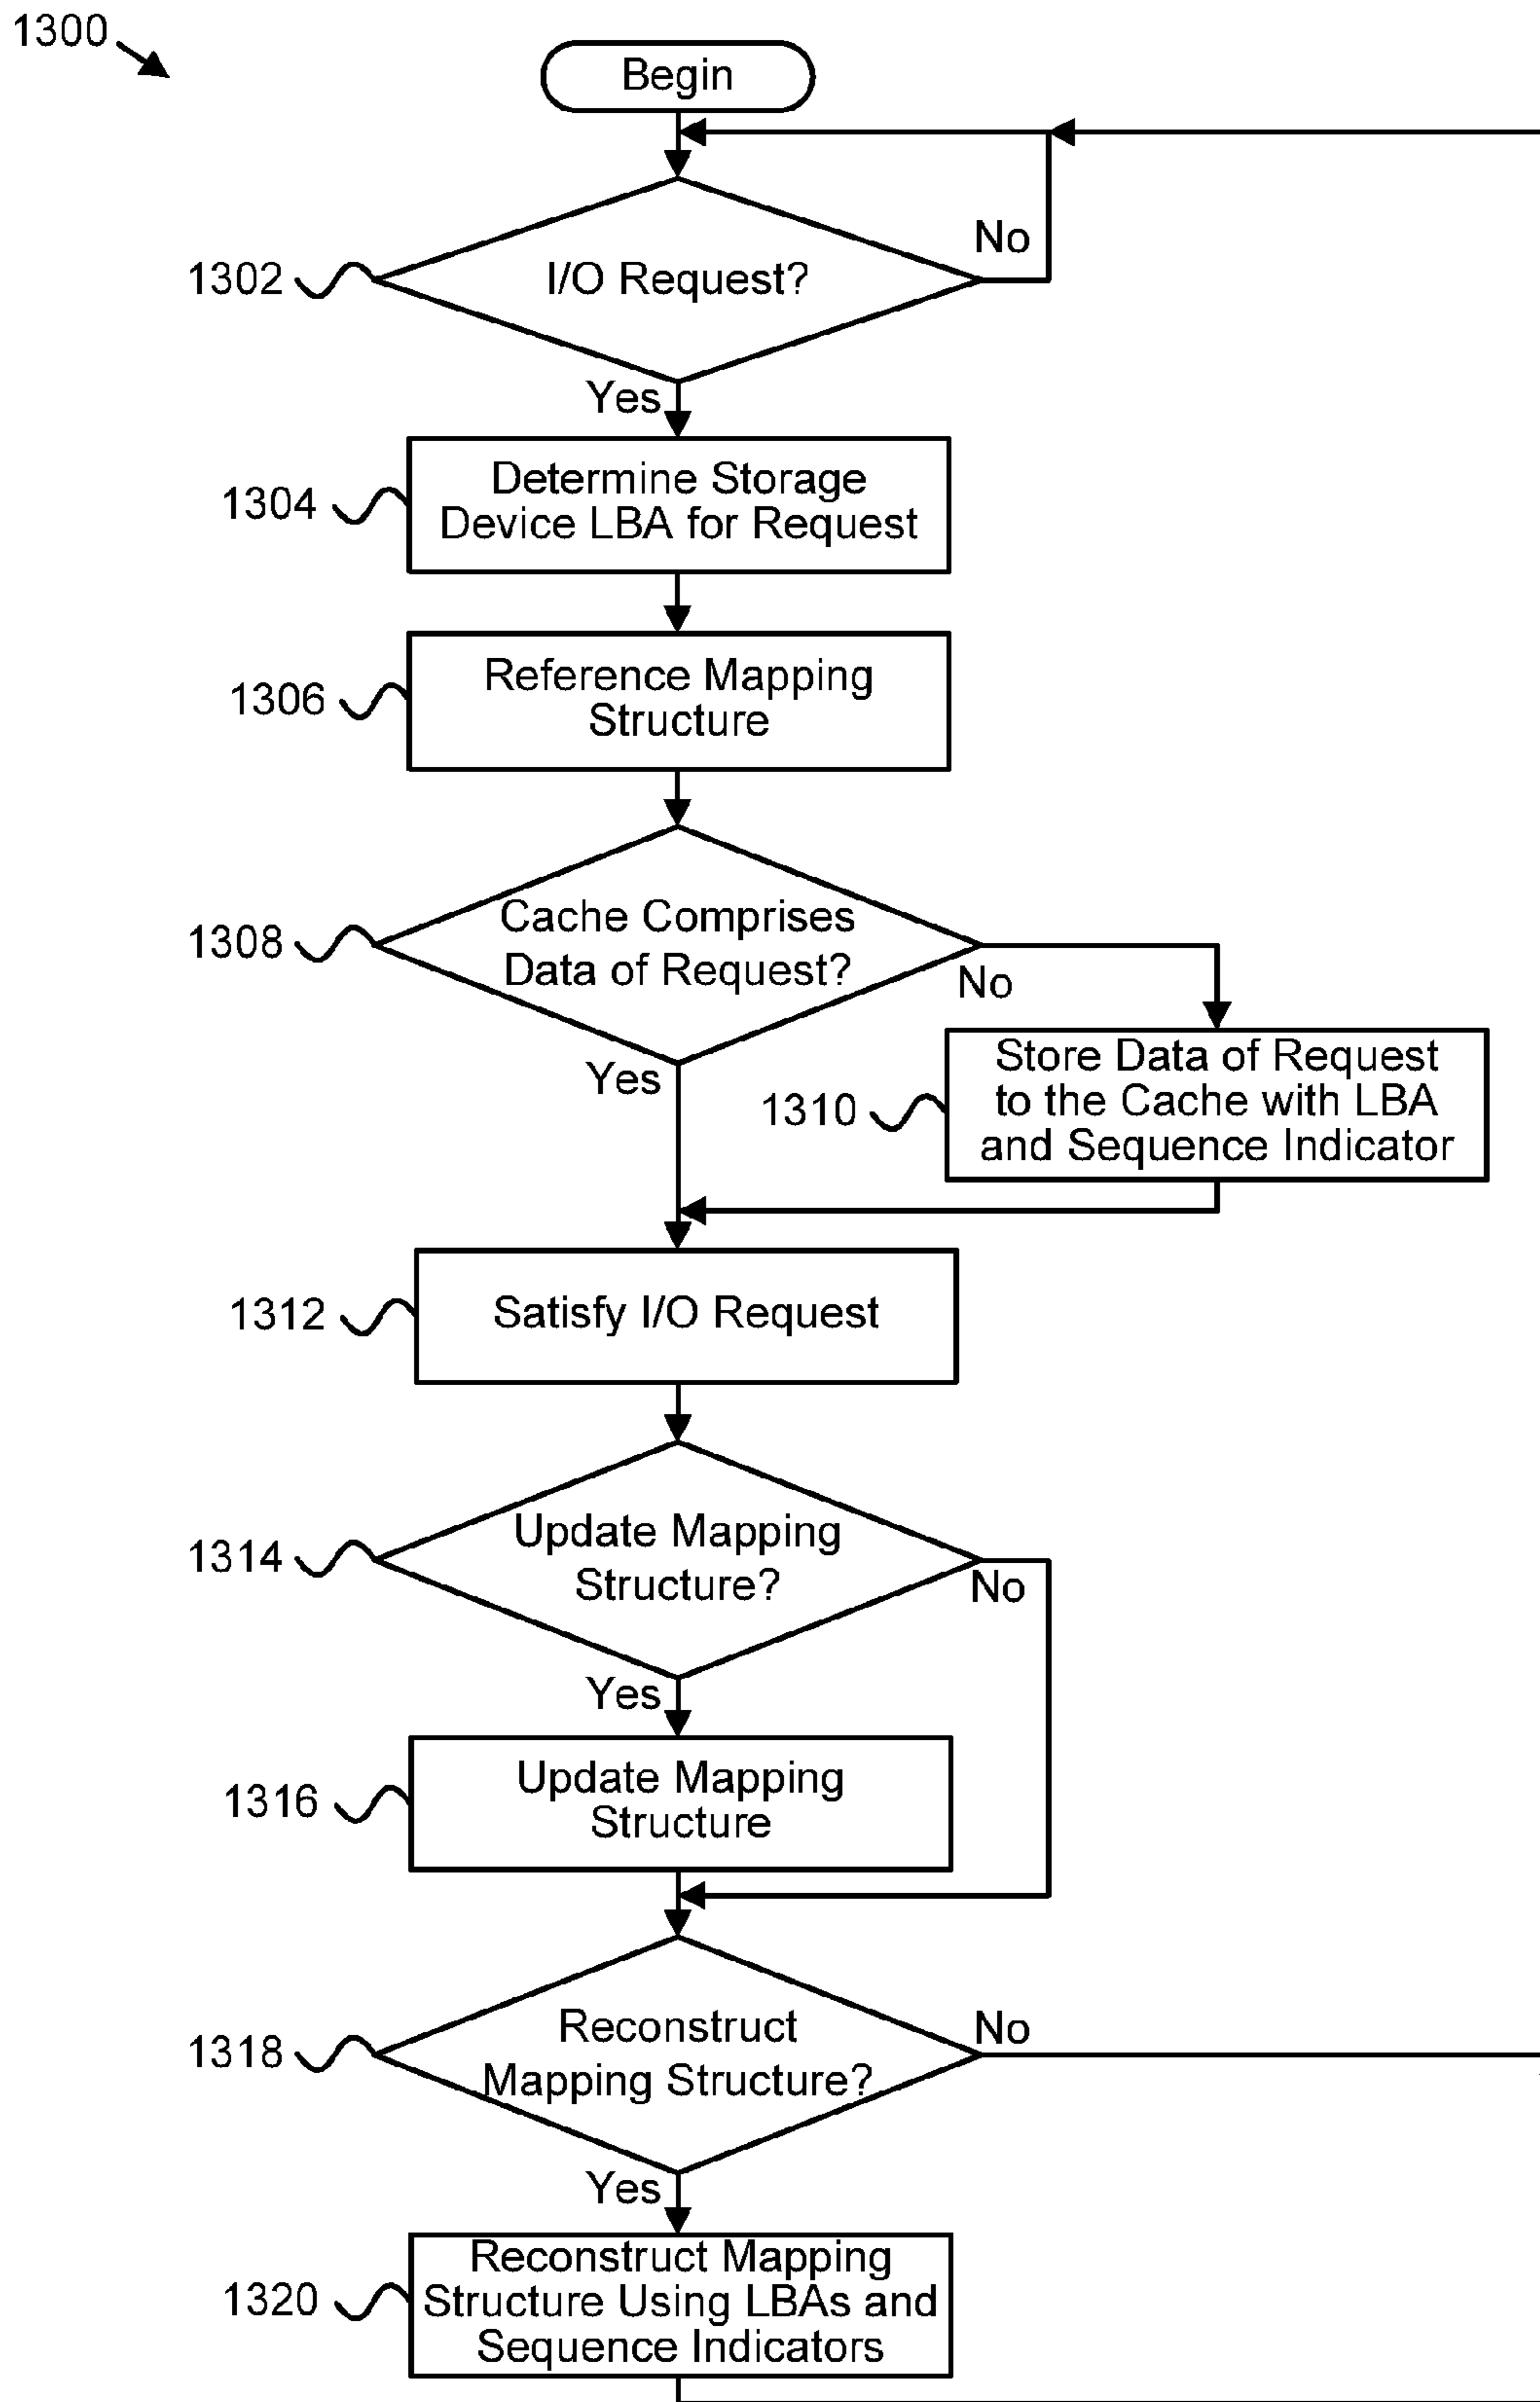 1300
Begin
No
1302
I/O Request?
Yes
1304
Determine Storage
Device LBA for Request
1306
Reference Mapping
Structure
1308
Cache Comprises
Data of Request?
No
Yes
1310
Store Data of Request
to the Cache with LBA
and Sequence Indicator
1312
Satisfy I/O Request
1314
Update Mapping
Structure?
No
Yes
1316
Update Mapping
Structure
1318
Reconstruct
Mapping Structure?
No
Yes
1320
Reconstruct Mapping
Structure Using LBAs and
Sequence Indicators